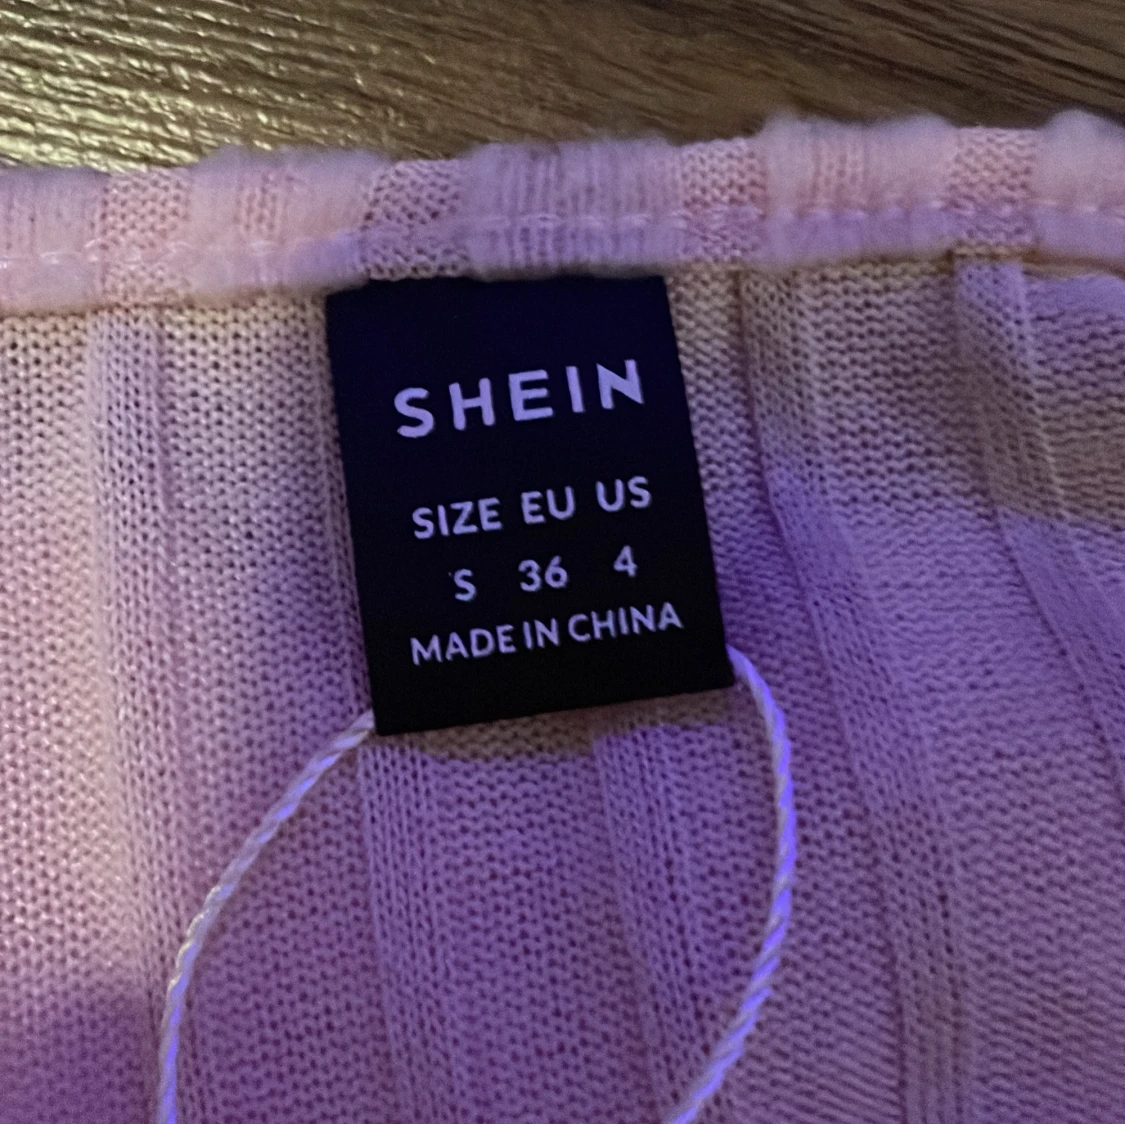 SHEIN
SIZE EU US
S 36 4
MADE IN CHINA